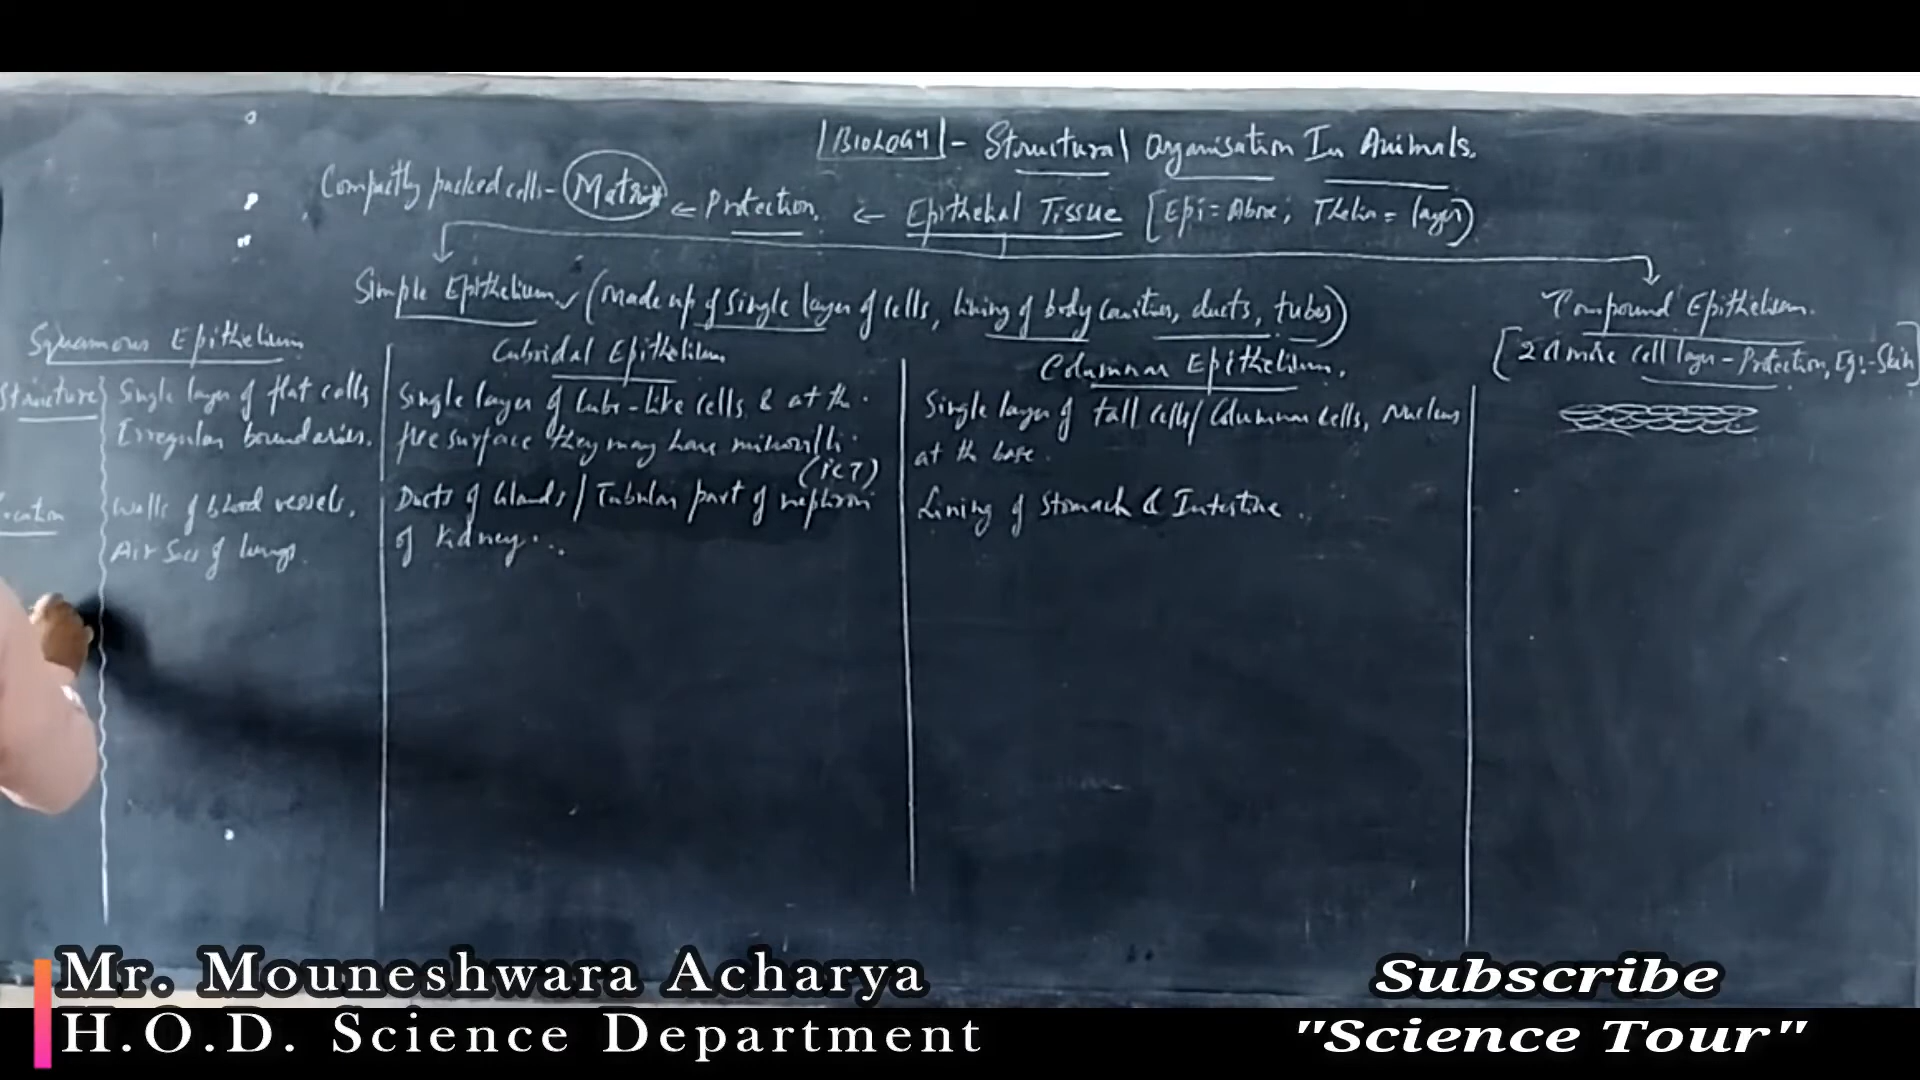 BIOLOGY - Structural Organisation In Animals.
Compactly packed cells - Matrix ← Protection. ← Epithelial Tissue [Epi = Above; Thelia = layer]
Simple Epithelium (Made up of single layer of cells, lining of body cavities, ducts, tubes)
Compound Epithelium.
[2 or more cell layer - Protection, Eg:- Skin]
Squamous Epithelium
Structure
Single layer of flat cells
Irregular boundaries.
Location
Walls of blood vessels,
Air Sacs of lungs.
Cuboidal Epithelium
Single layer of Cube-like cells & at the
free surface they may have microvilli.
(PCT)
Ducts of Glands / Tubular part of nephron
of kidney...
Columnar Epithelium.
Single layer of tall cells / Columnar cells, Nucleus
at the base.
Lining of Stomach & Intestine.
Mr. Mouneshwara Acharya
H.O.D. Science Department
Subscribe
"Science Tour"